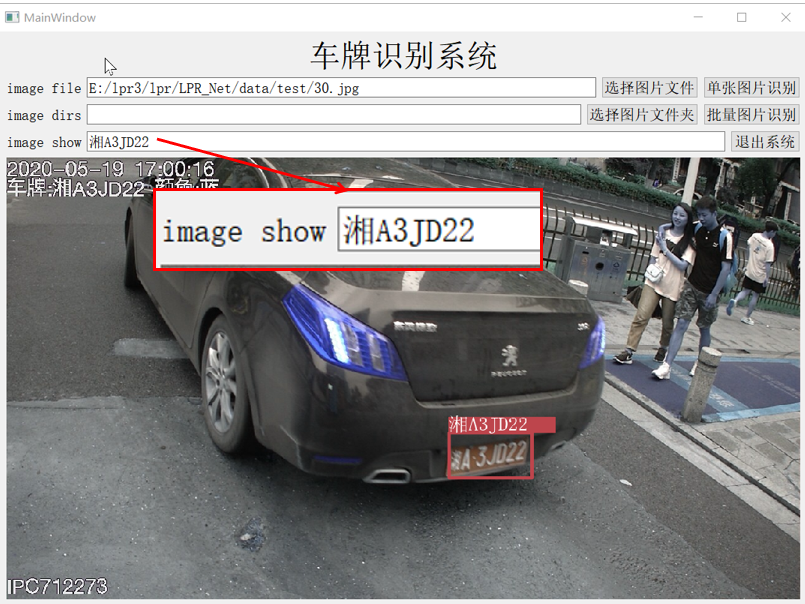 MainWindow
车牌识别系统
image file E:/lpr3/lpr/LPR_Net/data/test/30.jpg 选择图片文件 单张图片识别
image dirs 选择图片文件夹 批量图片识别
image show 湘A3JD22 退出系统
2020-05-19 17:00:16
车牌:湘A3JD22 颜色:蓝
image show 湘A3JD22
PEUGEOT
湘A3JD22
湘A·3JD22
IPC712273